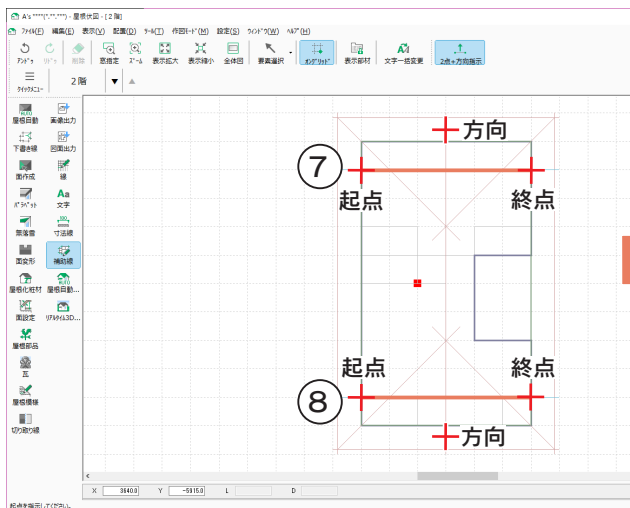 A's ****(*.**.***) - 屋根伏図 - [２階]
ﾌｧｲﾙ(F) 編集(E) 表示(V) 配置(D) ﾂｰﾙ(T) 作図ﾓｰﾄﾞ(M) 設定(S) ｳｨﾝﾄﾞｳ(W) ﾍﾙﾌﾟ(H)
ｱﾝﾄﾞｩ ﾘﾄﾞｩ 削除 窓指定 ｽﾞｰﾑ 表示拡大 表示縮小 全体図 要素選択 ｵﾝｸﾞﾘｯﾄﾞ 表示部材 文字一括変更 2点+方向指示
ｸｲｯｸﾒﾆｭｰ 2階 ▼ ▲
屋根自動 画像出力
下書き線 図面出力
面作成 線
ﾊﾟﾗﾍﾟｯﾄ 文字
無落雪 寸法線
面変形 補助線
屋根化粧材 屋根自動...
面設定 ﾘｱﾙﾀｲﾑ3D...
屋根部品
瓦
屋根模様
切り取り線
方向
⑦
起点 終点
起点 終点
⑧
方向
X 3640.0 Y -5915.0 L D
起点を指示してください。